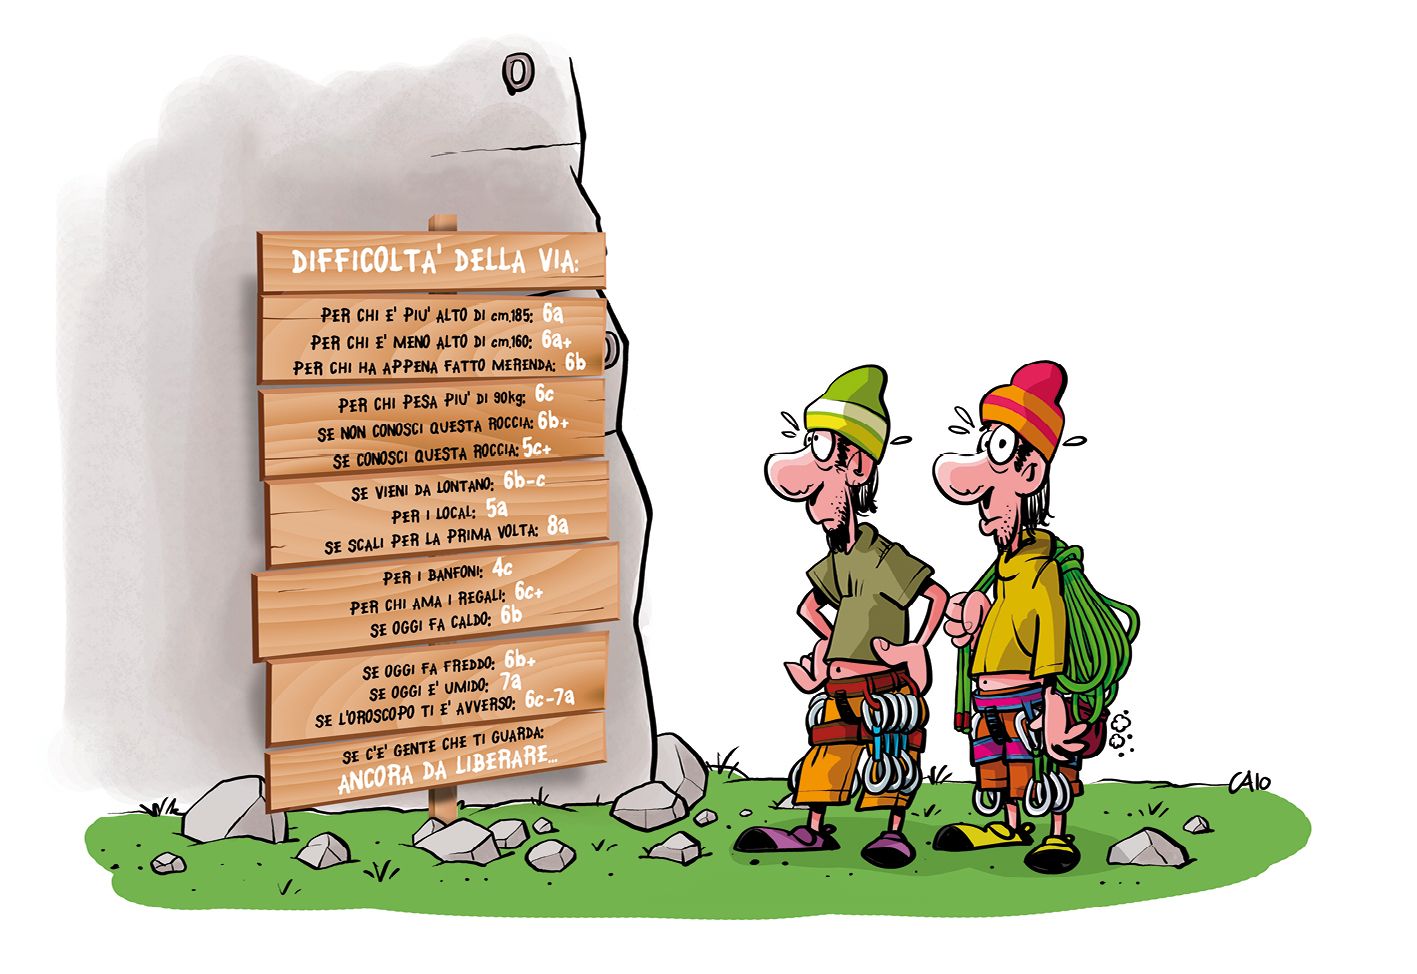 DIFFICOLTA' DELLA VIA:
PER CHI E' PIU' ALTO DI cm.185: 6a
PER CHI E' MENO ALTO DI cm.160: 6a+
PER CHI HA APPENA FATTO MERENDA: 6b
PER CHI PESA PIU' DI 90kg: 6c
SE NON CONOSCI QUESTA ROCCIA: 6b+
SE CONOSCI QUESTA ROCCIA: 5c+
SE VIENI DA LONTANO: 6b-c
PER I LOCAL: 5a
SE SCALI PER LA PRIMA VOLTA: 8a
PER I BANFONI: 4c
PER CHI AMA I REGALI: 6c+
SE OGGI FA CALDO: 6b
SE OGGI FA FREDDO: 6b+
SE OGGI E' UMIDO: 7a
SE L'OROSCOPO TI E' AVVERSO: 6c-7a
SE C'E' GENTE CHE TI GUARDA:
ANCORA DA LIBERARE...
CAIO